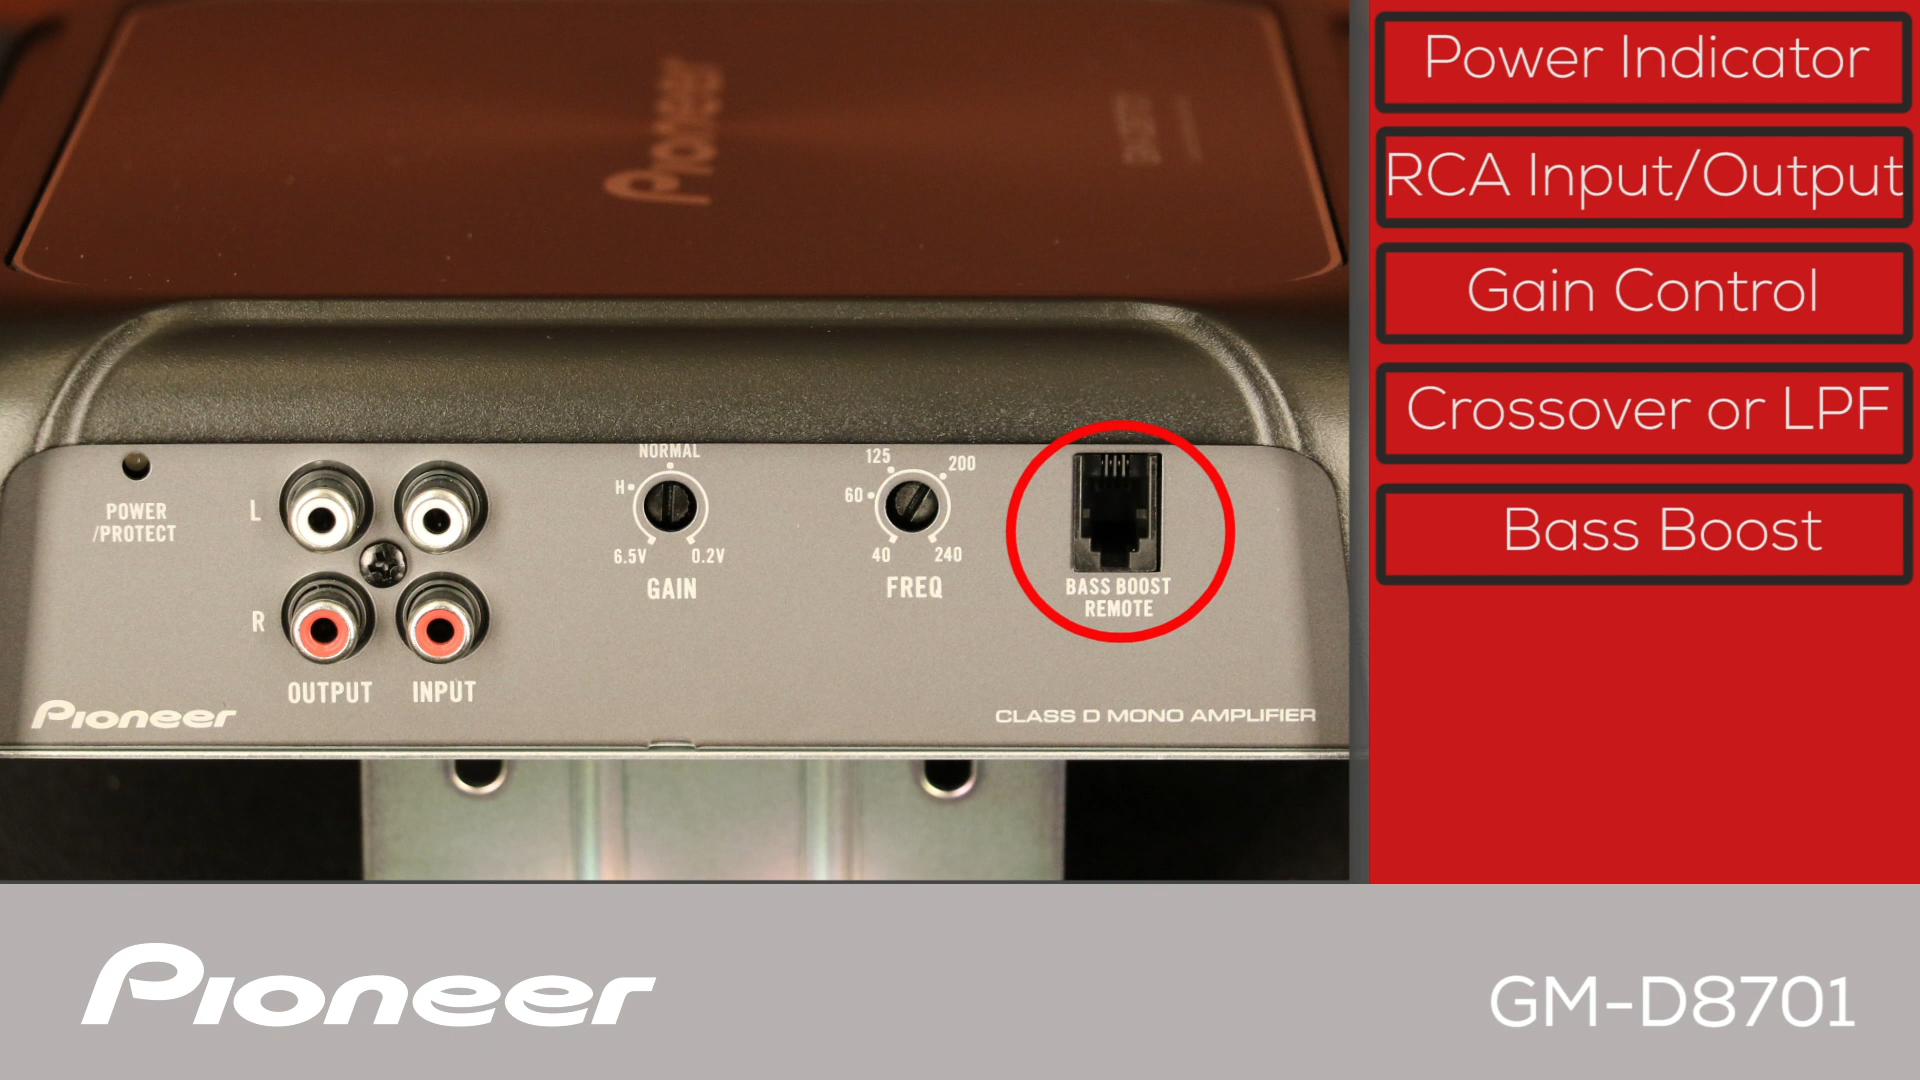 Pioneer
Power Indicator
RCA Input/Output
Gain Control
Crossover or LPF
Bass Boost
POWER
/PROTECT
L
R
OUTPUT
INPUT
NORMAL
H
6.5V
0.2V
GAIN
125
200
60
40
240
FREQ
BASS BOOST
REMOTE
Pioneer
CLASS D MONO AMPLIFIER
Pioneer
GM-D8701